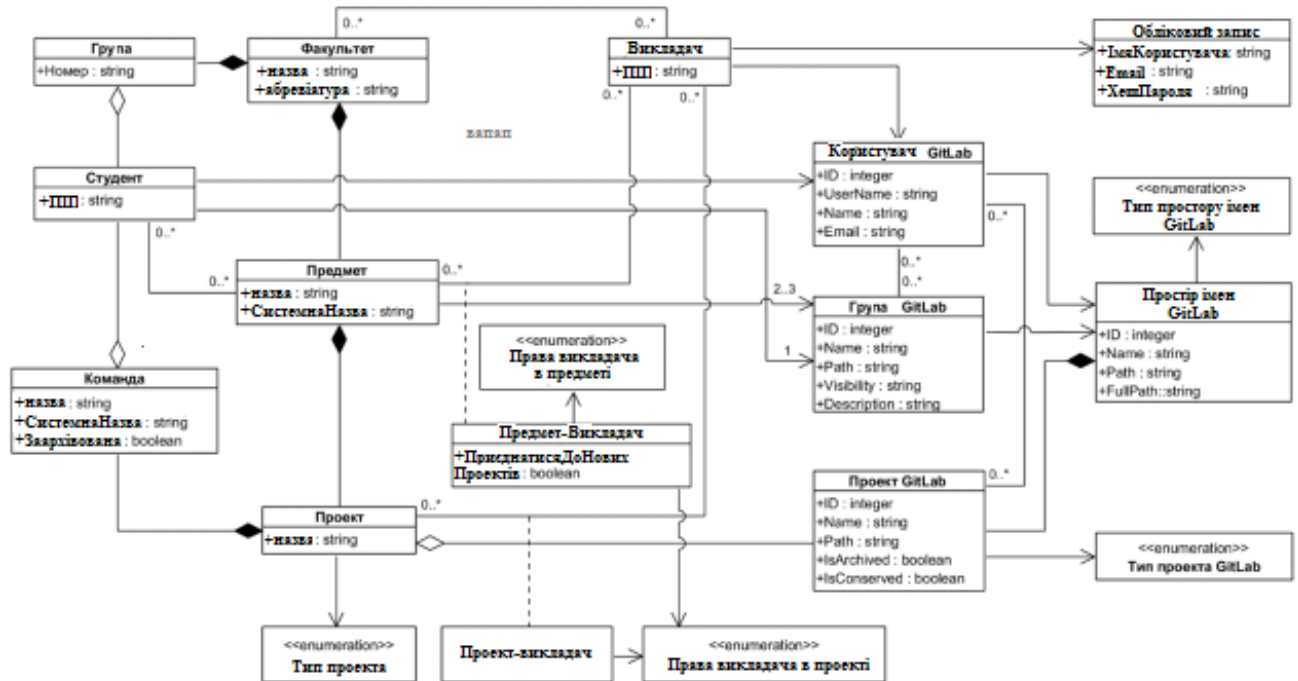 0..*
0..*
Група
+Номер : string
Факультет
+назва : string
+абревіатура : string
Викладач
+ПІП : string
0..*
0..*
Обліковий запис
+ІмяКористувача: string
+Email : string
+ХешПароля : string
вапап
Студент
+ПІП : string
0..*
Користувач GitLab
+ID : integer
+UserName : string
+Name : string
+Email : string
0..*
0..*
0..*
<<enumeration>>
Тип простору імен
GitLab
Предмет
+назва : string
+СистемнаНазва : string
0..*
0..*
2..3
1
Група GitLab
+ID : integer
+Name : string
+Path : string
+Visibility : string
+Description : string
Простір імен
GitLab
+ID : integer
+Name : string
+Path : string
+FullPath::string
<<enumeration>>
Права викладача
в предметі
Команда
+назва : string
+СистемнаНазва : string
+Заархівована : boolean
Предмет-Викладач
+ПриєднатисяДоНових
Проектів : boolean
Проект
+назва : string
0..*
Проект GitLab
+ID : integer
+Name : string
+Path : string
+IsArchived : boolean
+IsConserved : boolean
0..*
<<enumeration>>
Тип проекта GitLab
<<enumeration>>
Тип проекта
Проект-викладач
<<enumeration>>
Права викладача в проекті